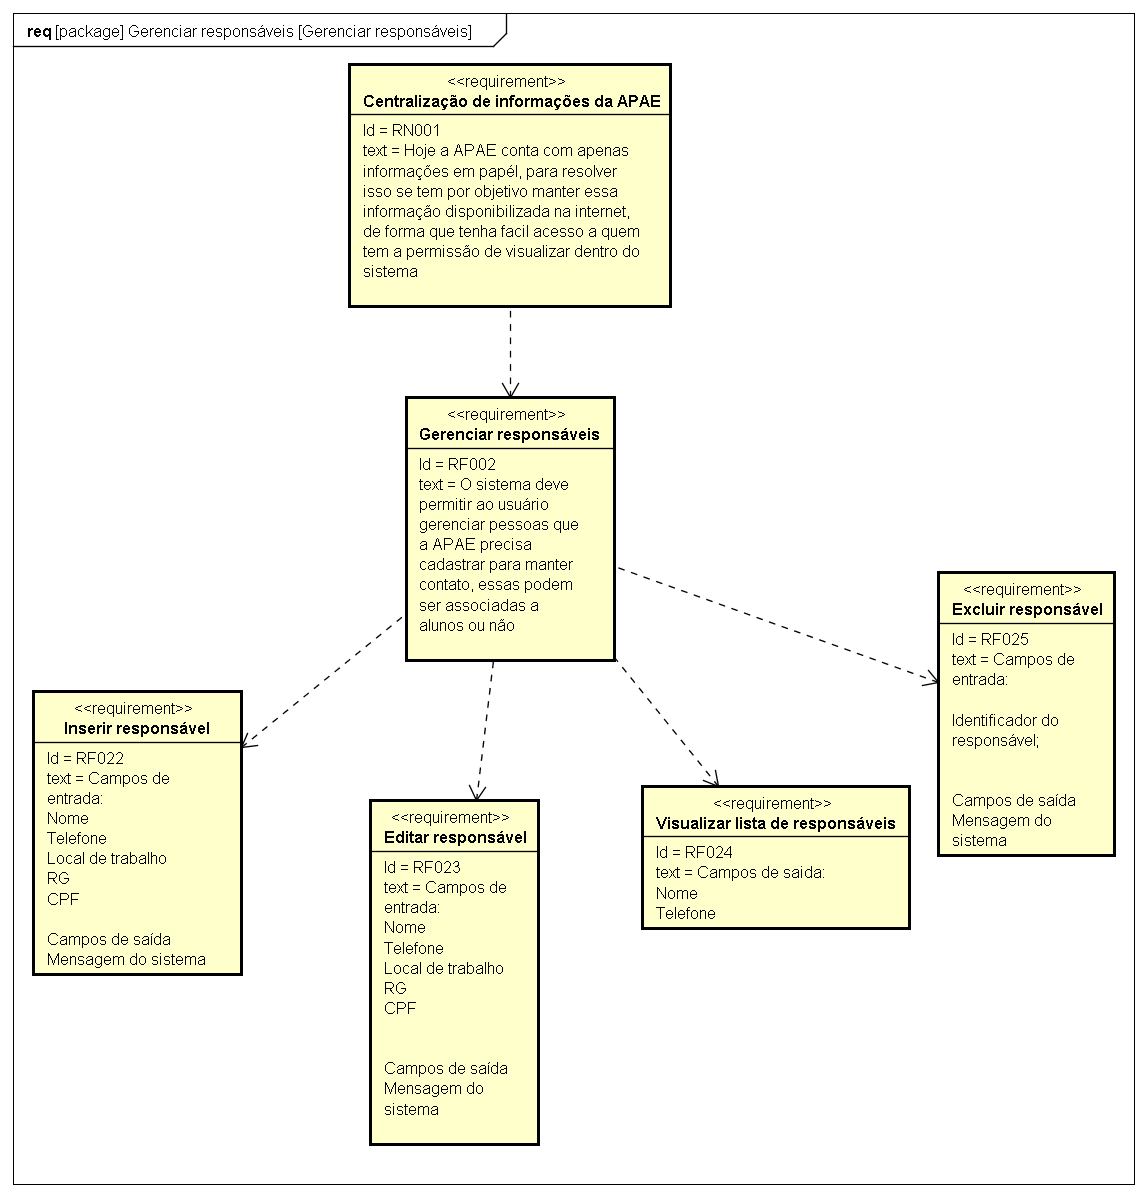 req [package] Gerenciar responsáveis [Gerenciar responsáveis]
<<requirement>>
Centralização de informações da APAE
Id = RN001
text = Hoje a APAE conta com apenas
informações em papél, para resolver
isso se tem por objetivo manter essa
informação disponibilizada na internet,
de forma que tenha facil acesso a quem
tem a permissão de visualizar dentro do
sistema
<<requirement>>
Gerenciar responsáveis
Id = RF002
text = O sistema deve
permitir ao usuário
gerenciar pessoas que
a APAE precisa
cadastrar para manter
contato, essas podem
ser associadas a
alunos ou não
<<requirement>>
Inserir responsável
Id = RF022
text = Campos de
entrada:
Nome
Telefone
Local de trabalho
RG
CPF
Campos de saída
Mensagem do sistema
<<requirement>>
Editar responsável
Id = RF023
text = Campos de
entrada:
Nome
Telefone
Local de trabalho
RG
CPF
Campos de saída
Mensagem do
sistema
<<requirement>>
Visualizar lista de responsáveis
Id = RF024
text = Campos de saida:
Nome
Telefone
<<requirement>>
Excluir responsável
Id = RF025
text = Campos de
entrada:
Identificador do
responsável;
Campos de saída
Mensagem do
sistema